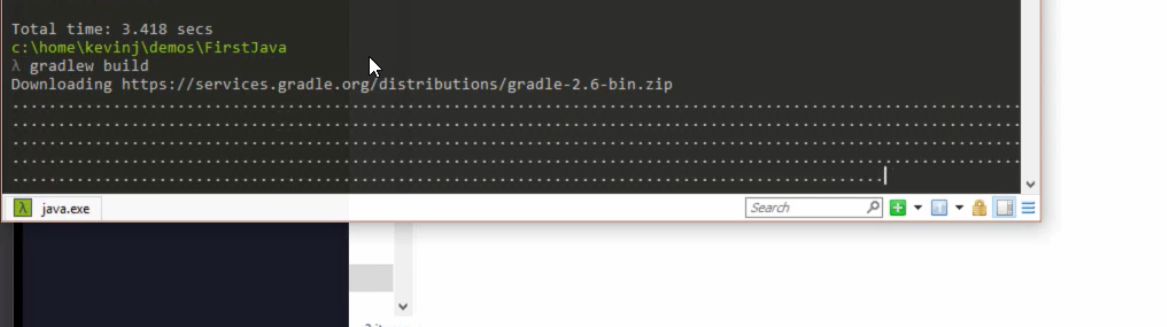 Total time: 3.418 secs
c:\home\kevinj\demos\FirstJava
λ gradlew build
Downloading https://services.gradle.org/distributions/gradle-2.6-bin.zip
..............................................................................................................
..............................................................................................................
..............................................................................................................
..............................................................................................................
...............................................................................................
λ java.exe
Search